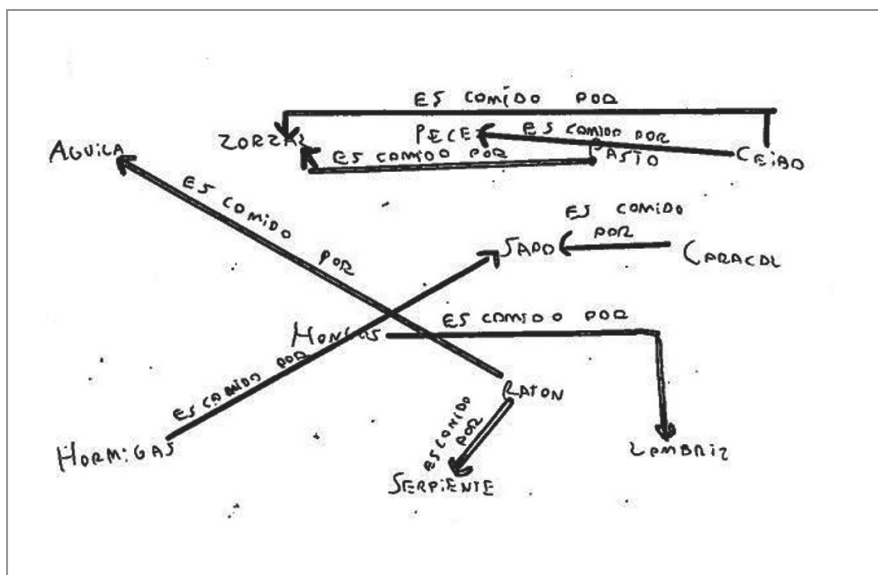 ES COMIDO POR
AGUILA
ZORZAL
PECES
ES COMIDO POR
ES COMIDO POR
PASTO
CEIBO
ES COMIDO POR
ES COMIDO
POR
SAPO
CARACOL
HONGOS
ES COMIDO POR
ES COMIDO POR
RATON
ES COMIDO
POR
HORMIGAS
LOMBRIZ
SERPIENTE